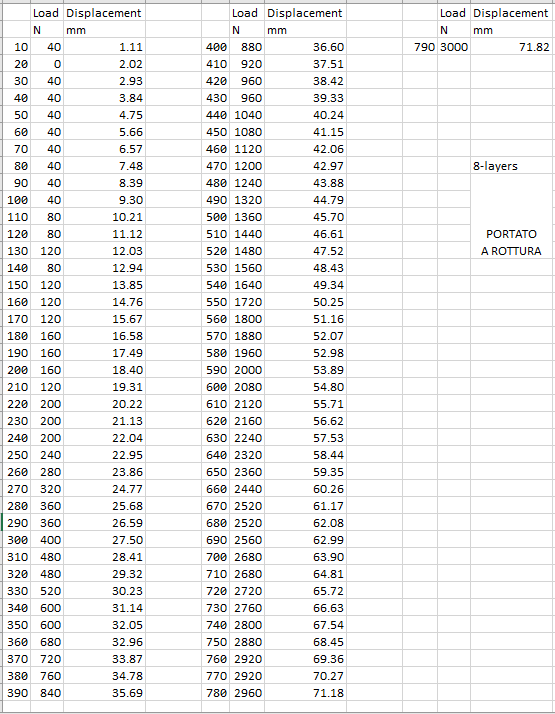 Load Displacement Load Displacement Load Displacement
N mm N mm N mm
10 40 1.11 400 880 36.60 790 3000 71.82
20 0 2.02 410 920 37.51
30 40 2.93 420 960 38.42
40 40 3.84 430 960 39.33
50 40 4.75 440 1040 40.24
60 40 5.66 450 1080 41.15
70 40 6.57 460 1120 42.06
80 40 7.48 470 1200 42.97 8-layers
90 40 8.39 480 1240 43.88
100 40 9.30 490 1320 44.79
110 80 10.21 500 1360 45.70
120 80 11.12 510 1440 46.61 PORTATO
130 120 12.03 520 1480 47.52 A ROTTURA
140 80 12.94 530 1560 48.43
150 120 13.85 540 1640 49.34
160 120 14.76 550 1720 50.25
170 120 15.67 560 1800 51.16
180 160 16.58 570 1880 52.07
190 160 17.49 580 1960 52.98
200 160 18.40 590 2000 53.89
210 120 19.31 600 2080 54.80
220 200 20.22 610 2120 55.71
230 200 21.13 620 2160 56.62
240 200 22.04 630 2240 57.53
250 240 22.95 640 2320 58.44
260 280 23.86 650 2360 59.35
270 320 24.77 660 2440 60.26
280 360 25.68 670 2520 61.17
290 360 26.59 680 2520 62.08
300 400 27.50 690 2560 62.99
310 480 28.41 700 2680 63.90
320 480 29.32 710 2680 64.81
330 520 30.23 720 2720 65.72
340 600 31.14 730 2760 66.63
350 600 32.05 740 2800 67.54
360 680 32.96 750 2880 68.45
370 720 33.87 760 2920 69.36
380 760 34.78 770 2920 70.27
390 840 35.69 780 2960 71.18